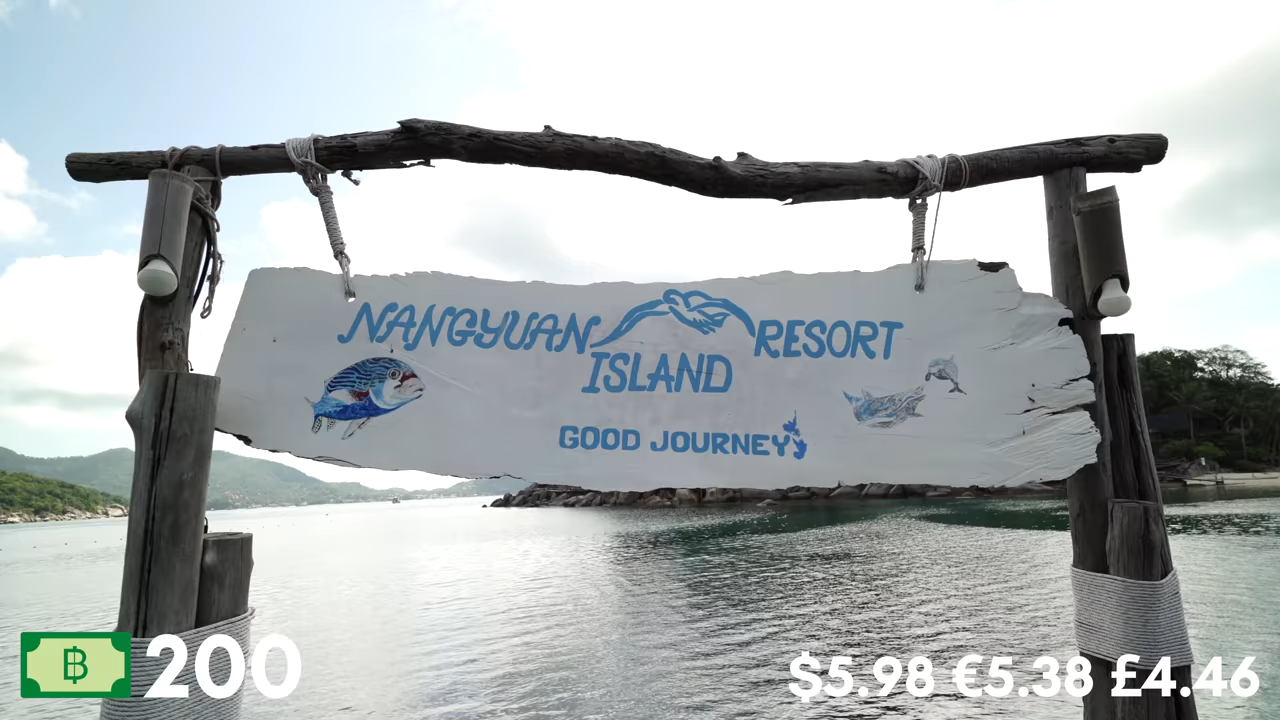 NANGYUAN RESORT
ISLAND
GOOD JOURNEY
฿ 200
$5.98 €5.38 £4.46